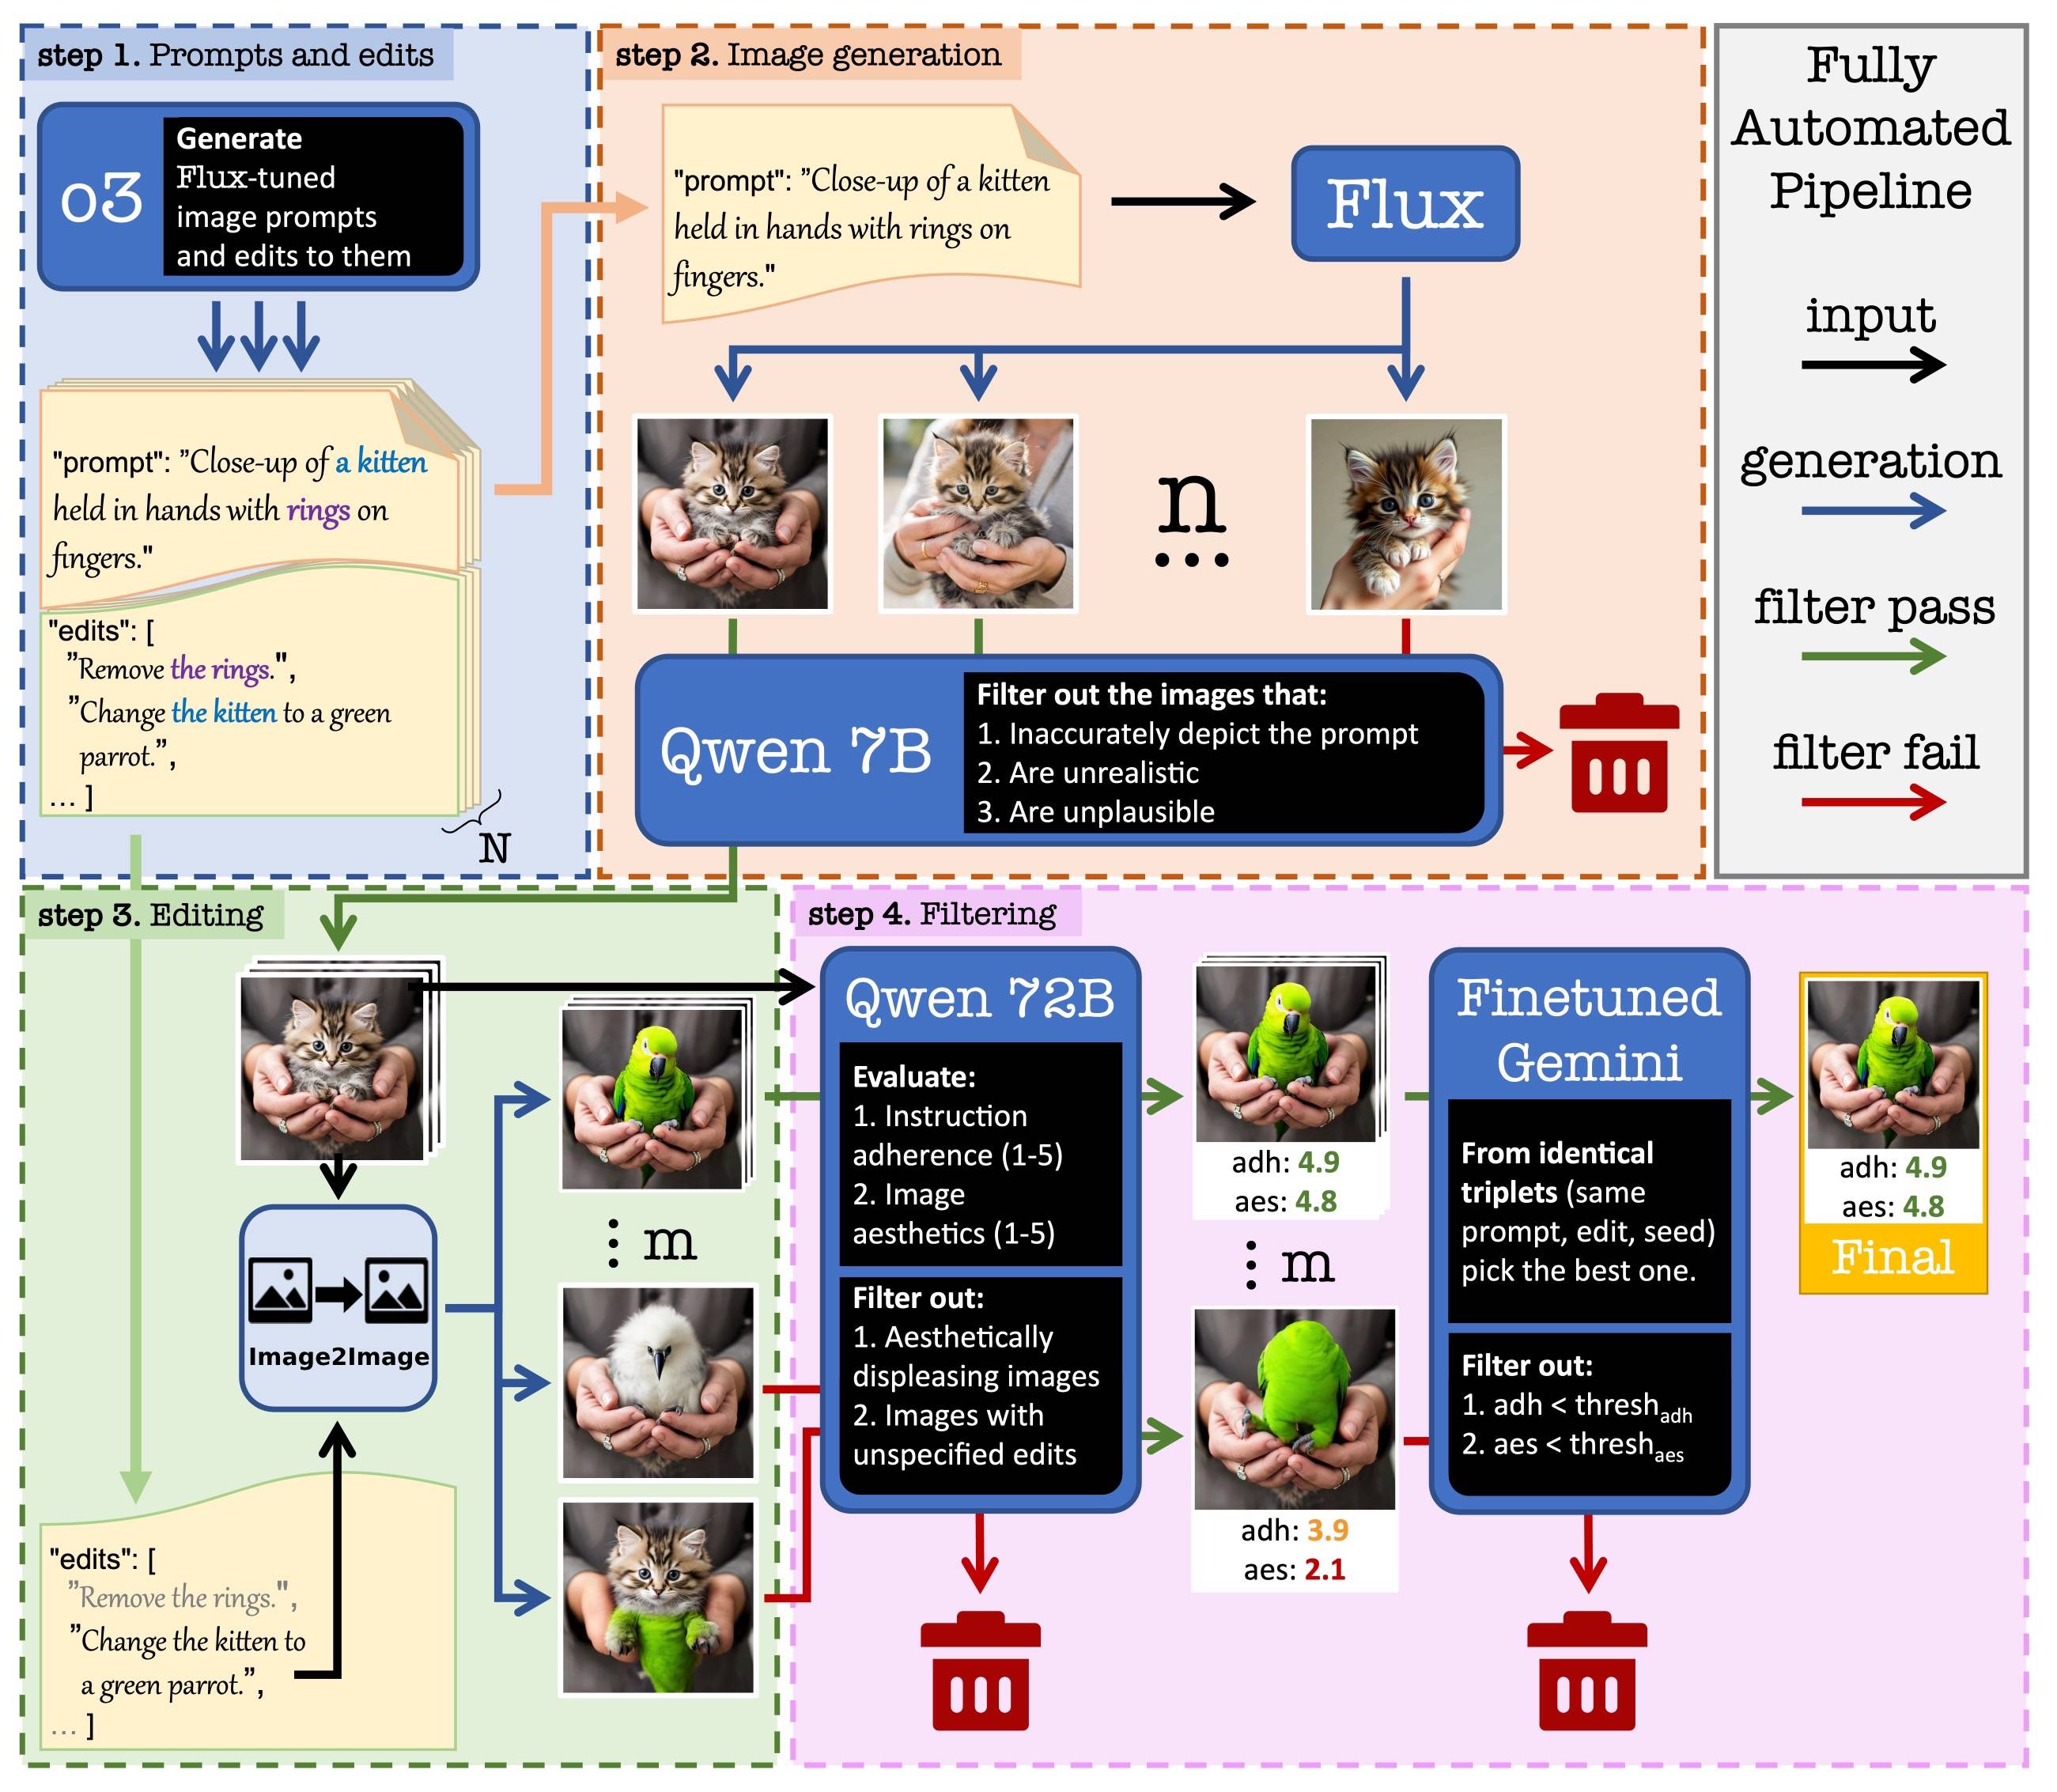 step 1. Prompts and edits
o3
Generate
Flux-tuned
image prompts
and edits to them
"prompt": ”Close-up of a kitten
held in hands with rings on
fingers."
"edits": [
”Remove the rings.",
”Change the kitten to a green
parrot.”,
... ]
N
step 2. Image generation
"prompt": ”Close-up of a kitten
held in hands with rings on
fingers."
Flux
n
...
Qwen 7B
Filter out the images that:
1. Inaccurately depict the prompt
2. Are unrealistic
3. Are unplausible
Fully
Automated
Pipeline
input
generation
filter pass
filter fail
step 3. Editing
Image2Image
⋮ m
"edits": [
”Remove the rings.",
”Change the kitten to
a green parrot.”,
... ]
step 4. Filtering
Qwen 72B
Evaluate:
1. Instruction
adherence (1-5)
2. Image
aesthetics (1-5)
Filter out:
1. Aesthetically
displeasing images
2. Images with
unspecified edits
adh: 4.9
aes: 4.8
⋮ m
adh: 3.9
aes: 2.1
Finetuned
Gemini
From identical
triplets (same
prompt, edit, seed)
pick the best one.
Filter out:
1. adh < thresh_adh
2. aes < thresh_aes
adh: 4.9
aes: 4.8
Final